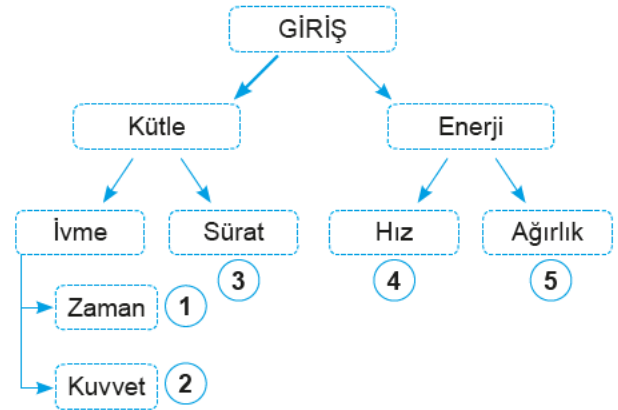 GİRİŞ
Kütle
Enerji
İvme
Sürat
Hız
Ağırlık
3
4
5
Zaman 1
Kuvvet 2